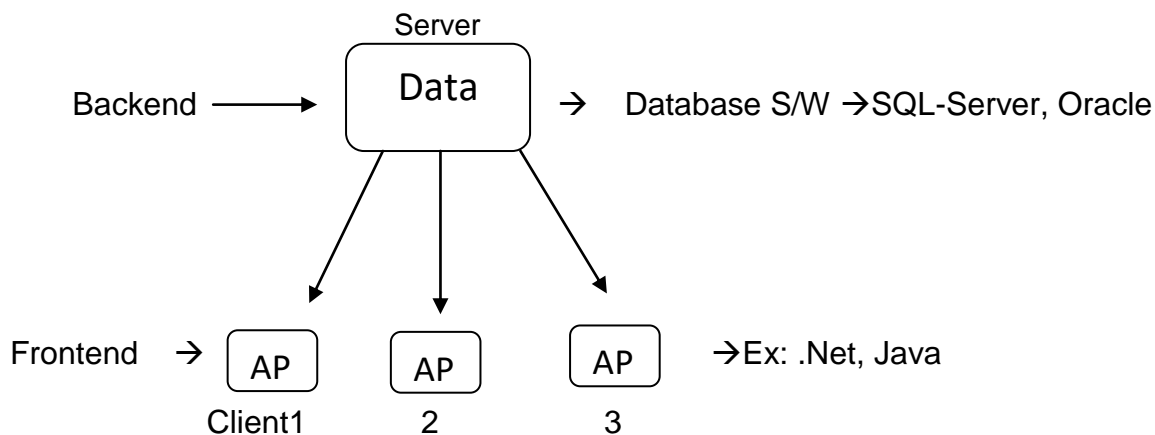 Server
Backend → Data → Database S/W → SQL-Server, Oracle
Frontend → AP AP AP → Ex: .Net, Java
Client1 2 3